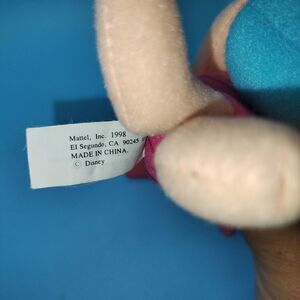 Mattel, Inc. 1998
El Segundo, CA 90245
MADE IN CHINA.
© Disney